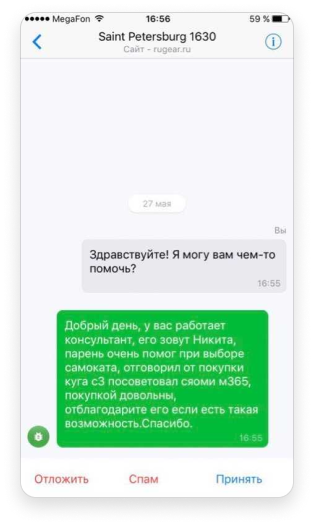 MegaFon 16:56 59 %
Saint Petersburg 1630
Сайт - rugear.ru
27 мая
Вы
Здравствуйте! Я могу вам чем-то
помочь?
16:55
Добрый день, у вас работает
консультант, его зовут Никита,
парень очень помог при выборе
самоката, отговорил от покупки
куга с3 посоветовал сяоми м365,
покупкой довольны,
отблагодарите его если есть такая
возможность.Спасибо.
16:55
Отложить Спам Принять